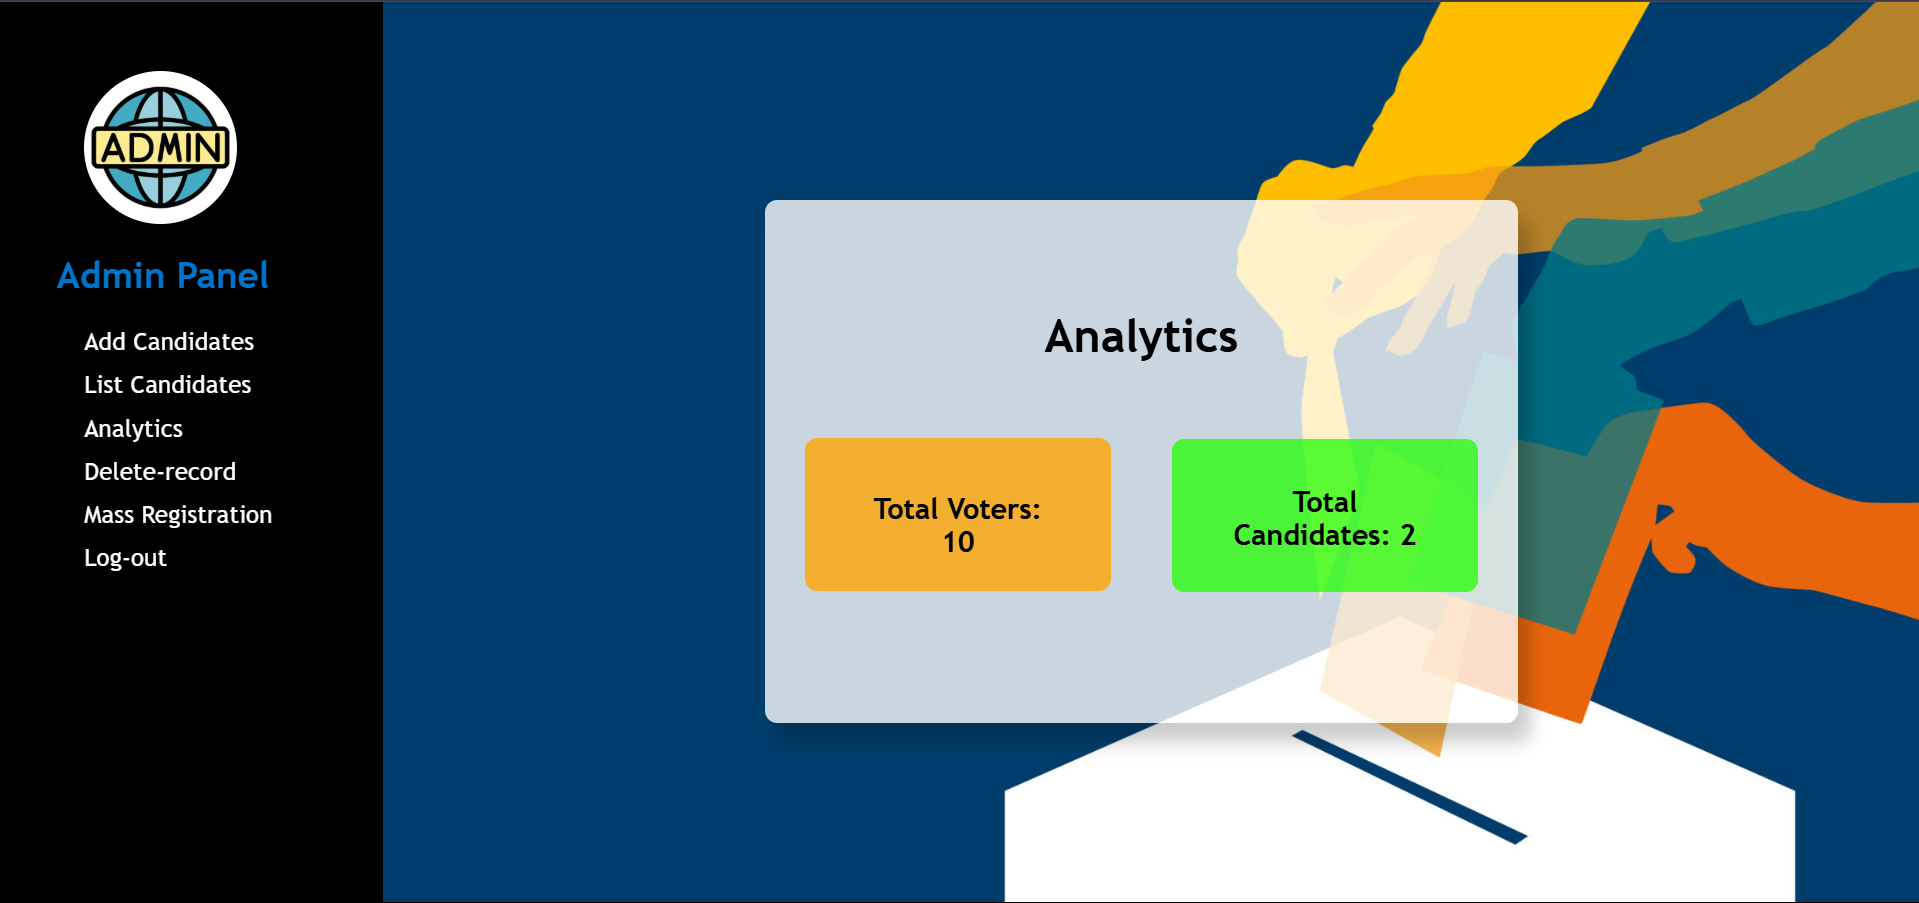 ADMIN
Admin Panel
Add Candidates
List Candidates
Analytics
Delete-record
Mass Registration
Log-out
Analytics
Total Voters:
10
Total
Candidates: 2